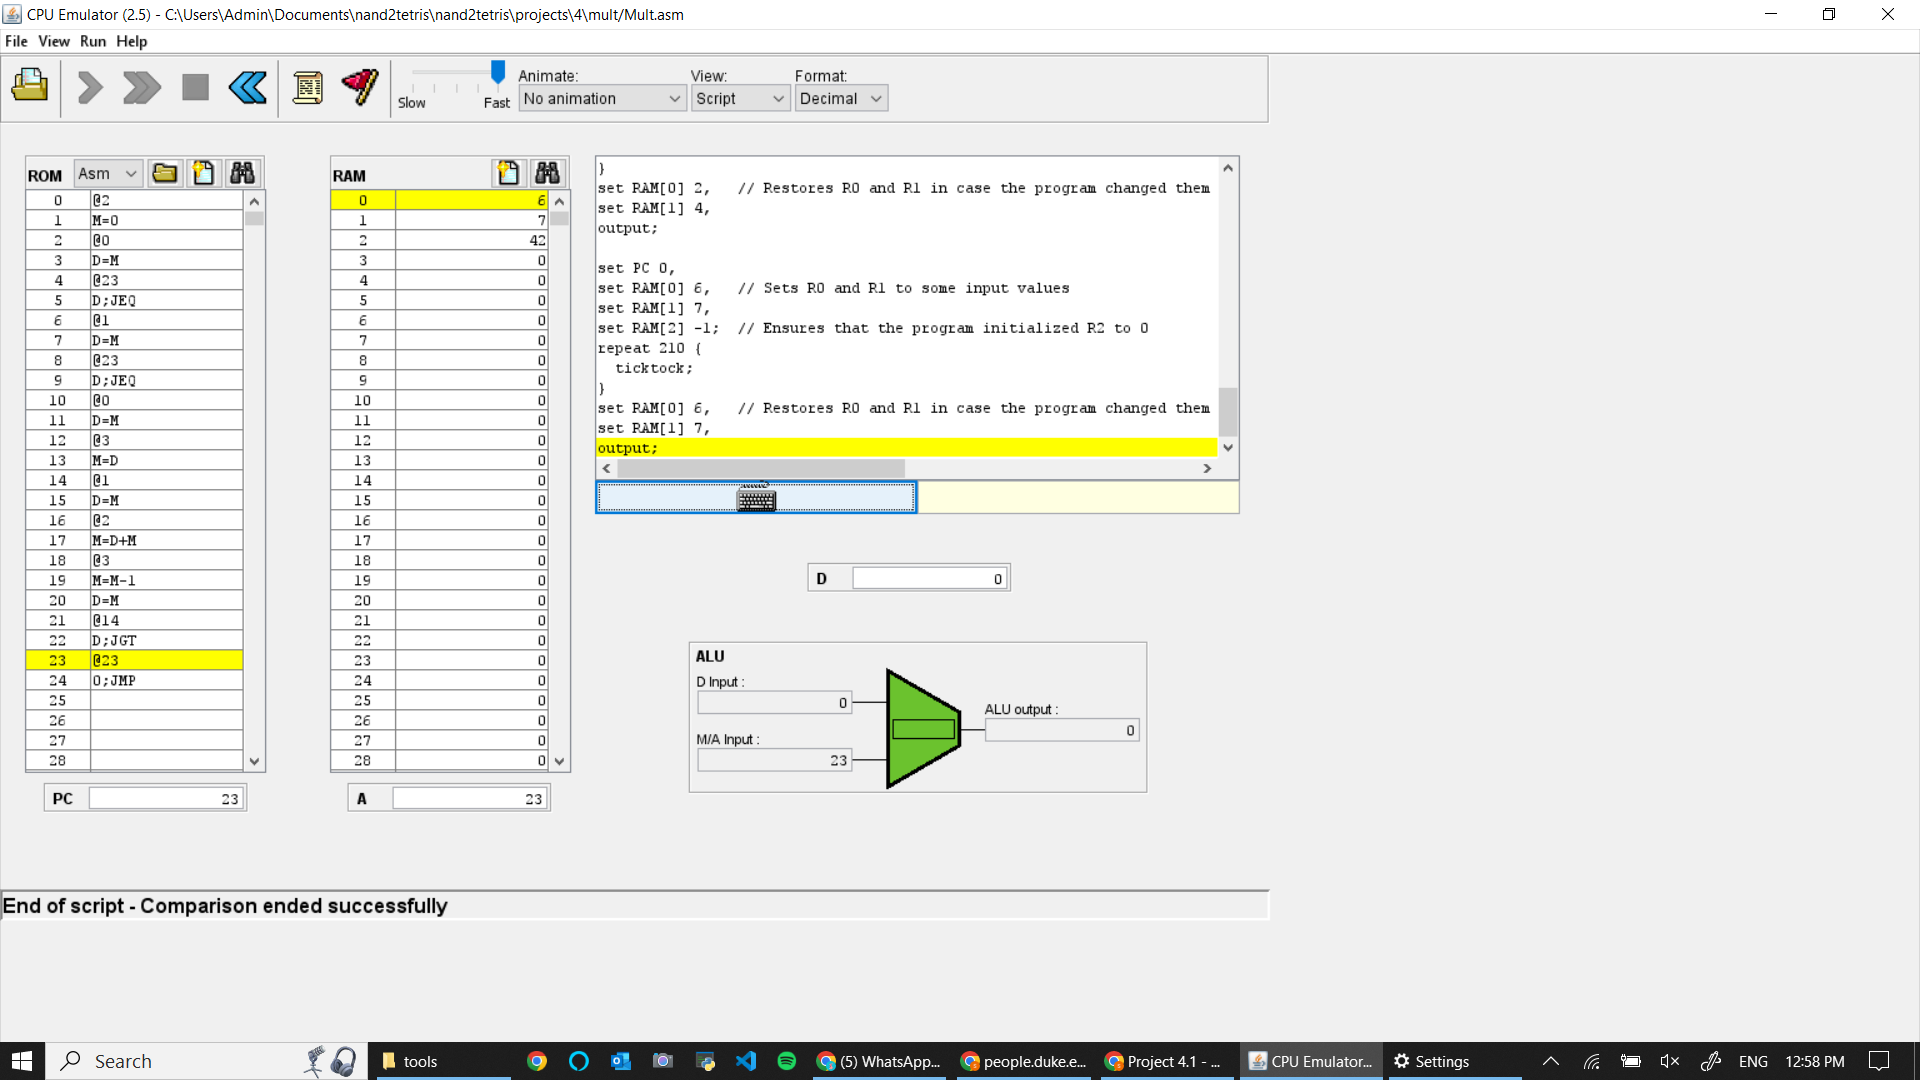 CPU Emulator (2.5) - C:\Users\Admin\Documents\nand2tetris\nand2tetris\projects\4\mult/Mult.asm
File View Run Help
Slow Fast
Animate:
No animation
View:
Script
Format:
Decimal
ROM Asm
0 @2
1 M=0
2 @0
3 D=M
4 @23
5 D;JEQ
6 @1
7 D=M
8 @23
9 D;JEQ
10 @0
11 D=M
12 @3
13 M=D
14 @1
15 D=M
16 @2
17 M=D+M
18 @3
19 M=M-1
20 D=M
21 @14
22 D;JGT
23 @23
24 0;JMP
25
26
27
28
PC 23
RAM
0 6
1 7
2 42
3 0
4 0
5 0
6 0
7 0
8 0
9 0
10 0
11 0
12 0
13 0
14 0
15 0
16 0
17 0
18 0
19 0
20 0
21 0
22 0
23 0
24 0
25 0
26 0
27 0
28 0
A 23
}
set RAM[0] 2, // Restores R0 and R1 in case the program changed them
set RAM[1] 4,
output;
set PC 0,
set RAM[0] 6, // Sets R0 and R1 to some input values
set RAM[1] 7,
set RAM[2] -1; // Ensures that the program initialized R2 to 0
repeat 210 {
ticktock;
}
set RAM[0] 6, // Restores R0 and R1 in case the program changed them
set RAM[1] 7,
output;
D 0
ALU
D Input :
0
M/A Input :
23
ALU output :
0
End of script - Comparison ended successfully
Search
tools
(5) WhatsApp...
people.duke.e...
Project 4.1 - ...
CPU Emulator...
Settings
ENG
12:58 PM